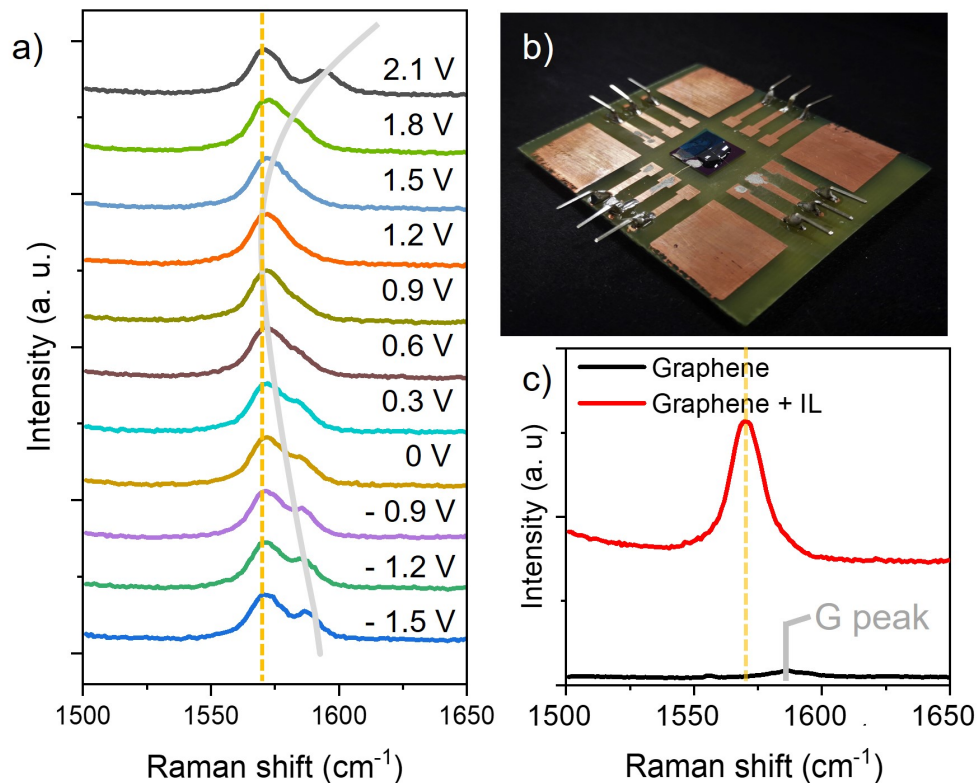 a)
2.1 V
1.8 V
1.5 V
1.2 V
0.9 V
0.6 V
0.3 V
0 V
- 0.9 V
- 1.2 V
- 1.5 V
Intensity (a. u.)
1500 1550 1600 1650
Raman shift (cm⁻¹)
b)
c)
Graphene
Graphene + IL
G peak
Intensity (a. u)
1500 1550 1600 1650
Raman shift (cm⁻¹)